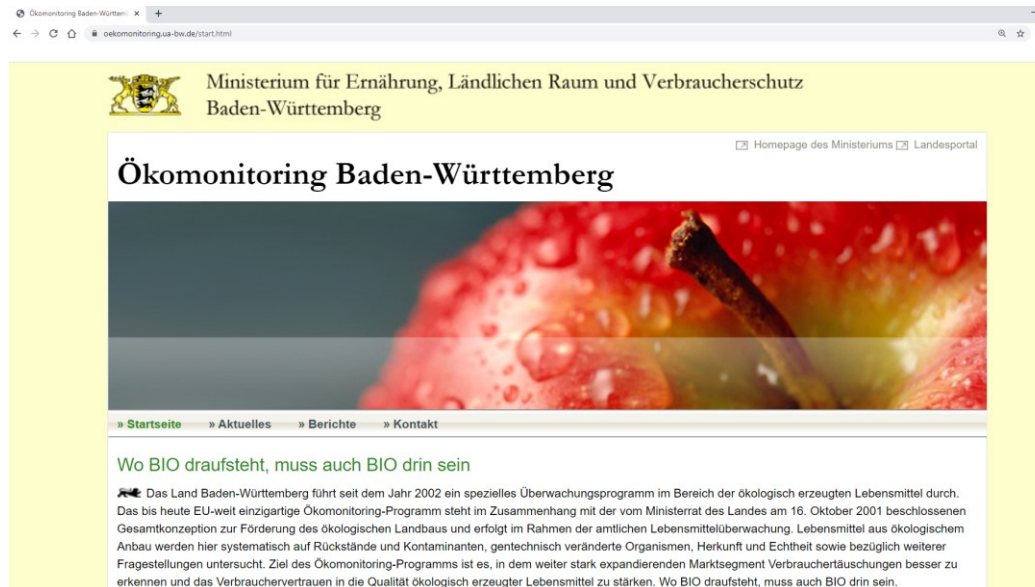 Ökomonitoring Baden-Württem
oekomonitoring.ua-bw.de/start.html
Ministerium für Ernährung, Ländlichen Raum und Verbraucherschutz
Baden-Württemberg
Homepage des Ministeriums Landesportal
Ökomonitoring Baden-Württemberg
» Startseite » Aktuelles » Berichte » Kontakt
Wo BIO draufsteht, muss auch BIO drin sein
Das Land Baden-Württemberg führt seit dem Jahr 2002 ein spezielles Überwachungsprogramm im Bereich der ökologisch erzeugten Lebensmittel durch.
Das bis heute EU-weit einzigartige Ökomonitoring-Programm steht im Zusammenhang mit der vom Ministerrat des Landes am 16. Oktober 2001 beschlossenen
Gesamtkonzeption zur Förderung des ökologischen Landbaus und erfolgt im Rahmen der amtlichen Lebensmittelüberwachung. Lebensmittel aus ökologischem
Anbau werden hier systematisch auf Rückstände und Kontaminanten, gentechnisch veränderte Organismen, Herkunft und Echtheit sowie bezüglich weiterer
Fragestellungen untersucht. Ziel des Ökomonitoring-Programms ist es, in dem weiter stark expandierenden Marktsegment Verbrauchertäuschungen besser zu
erkennen und das Verbrauchervertrauen in die Qualität ökologisch erzeugter Lebensmittel zu stärken. Wo BIO draufsteht, muss auch BIO drin sein.